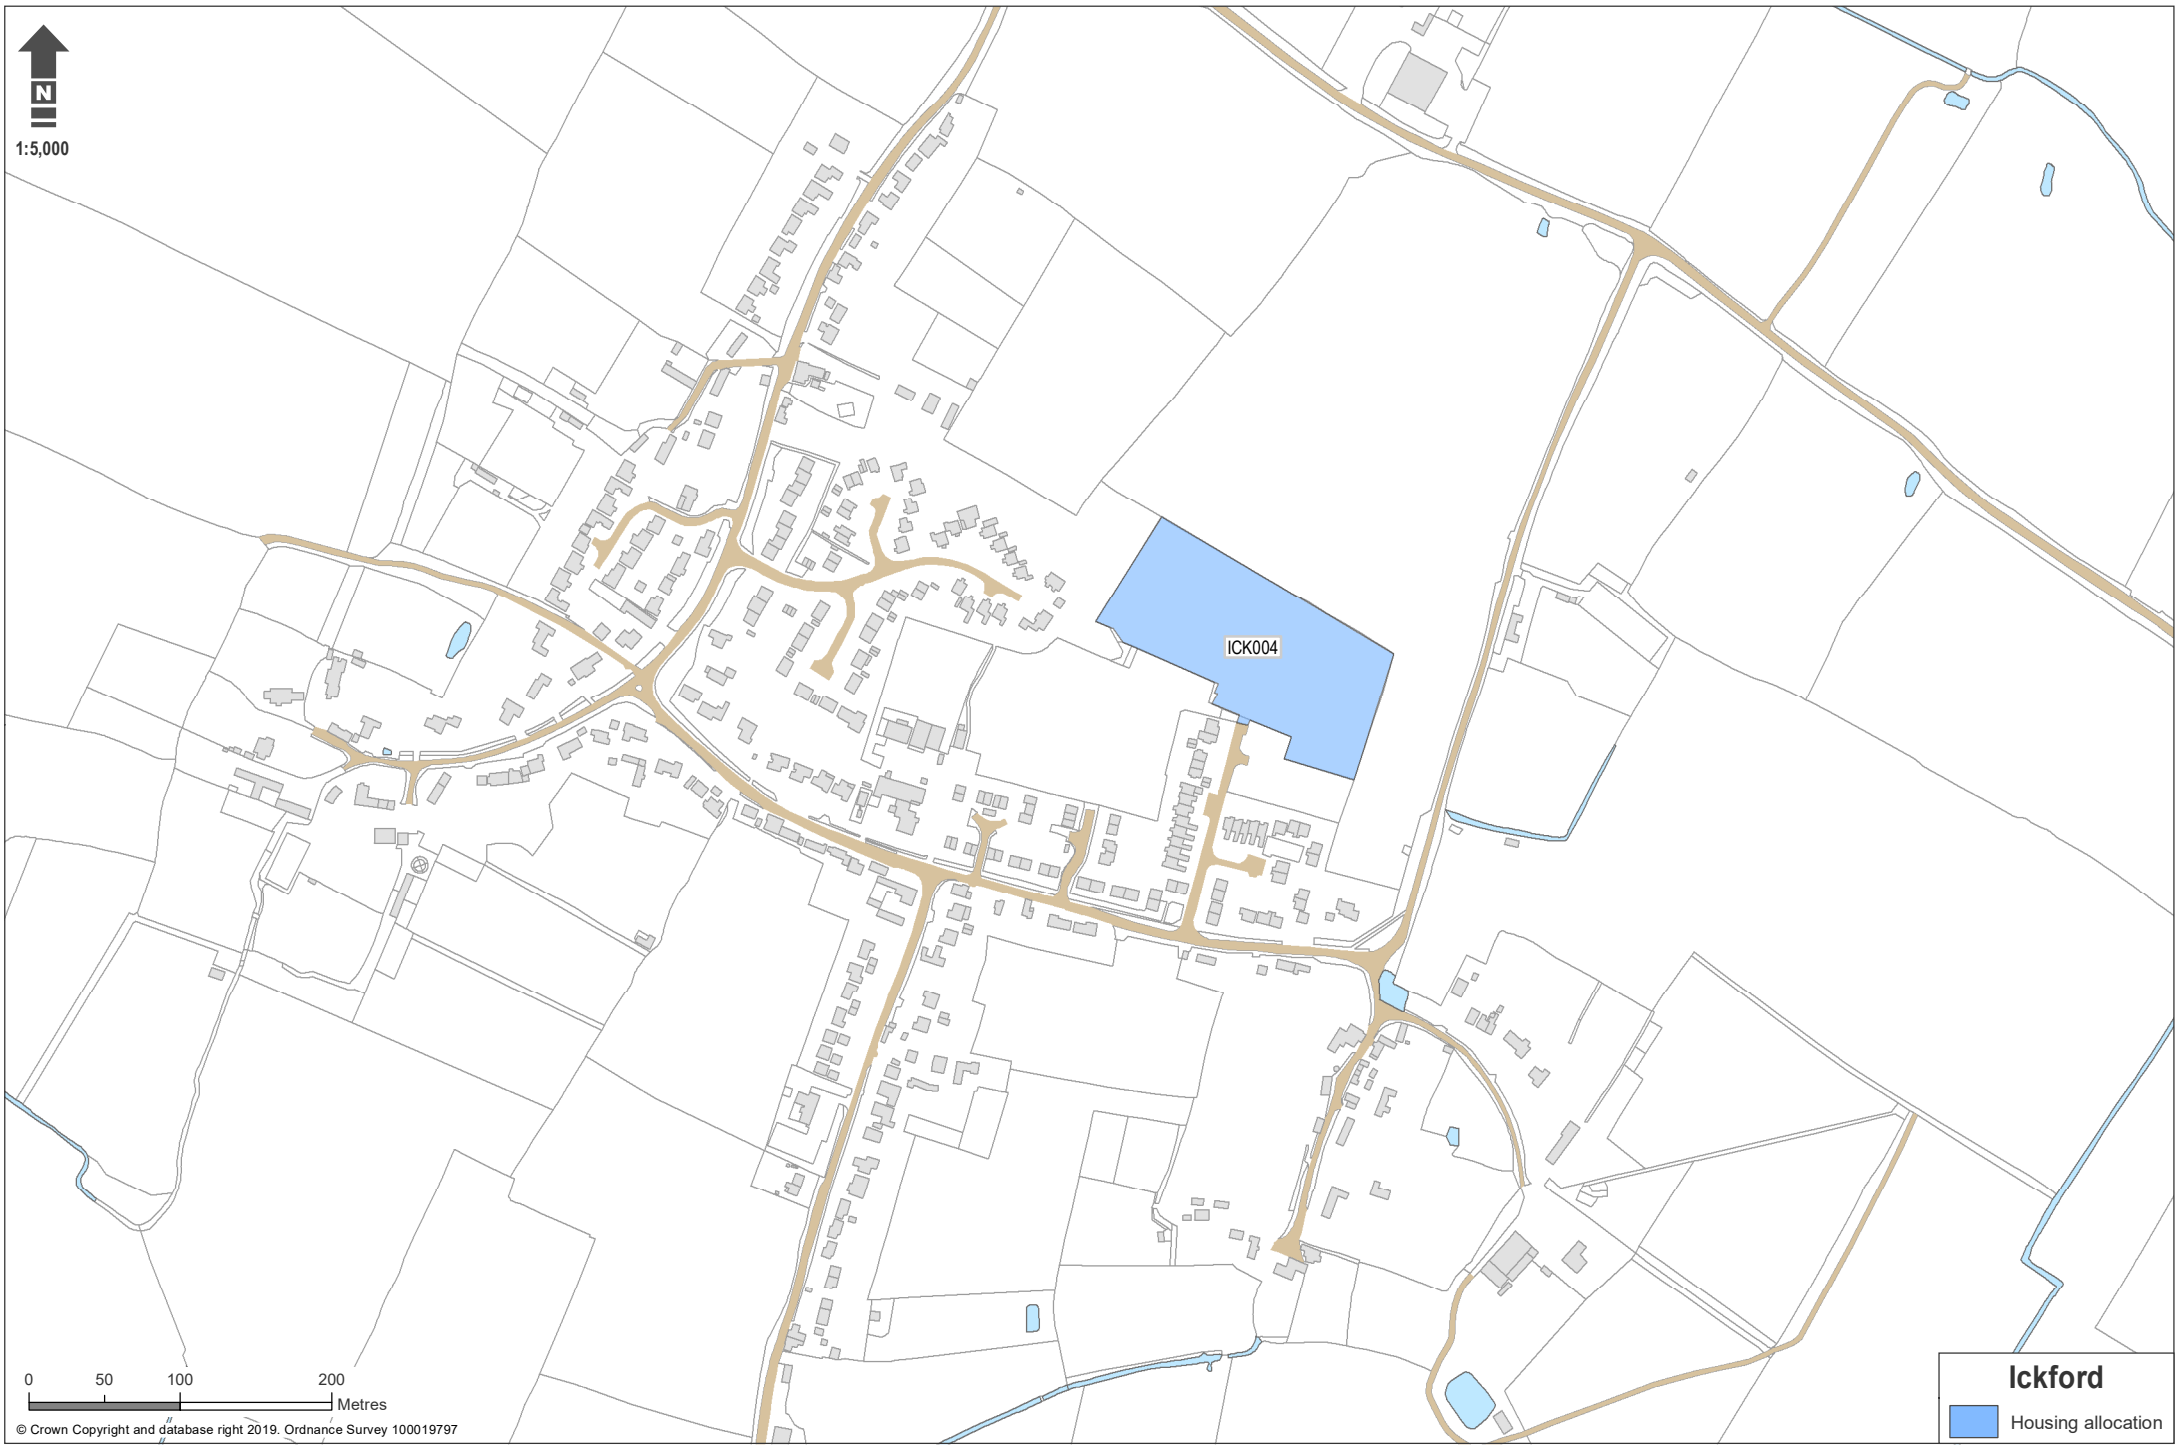 N
1:5,000
ICK004
0 50 100 200
Metres
© Crown Copyright and database right 2019. Ordnance Survey 100019797
Ickford
Housing allocation